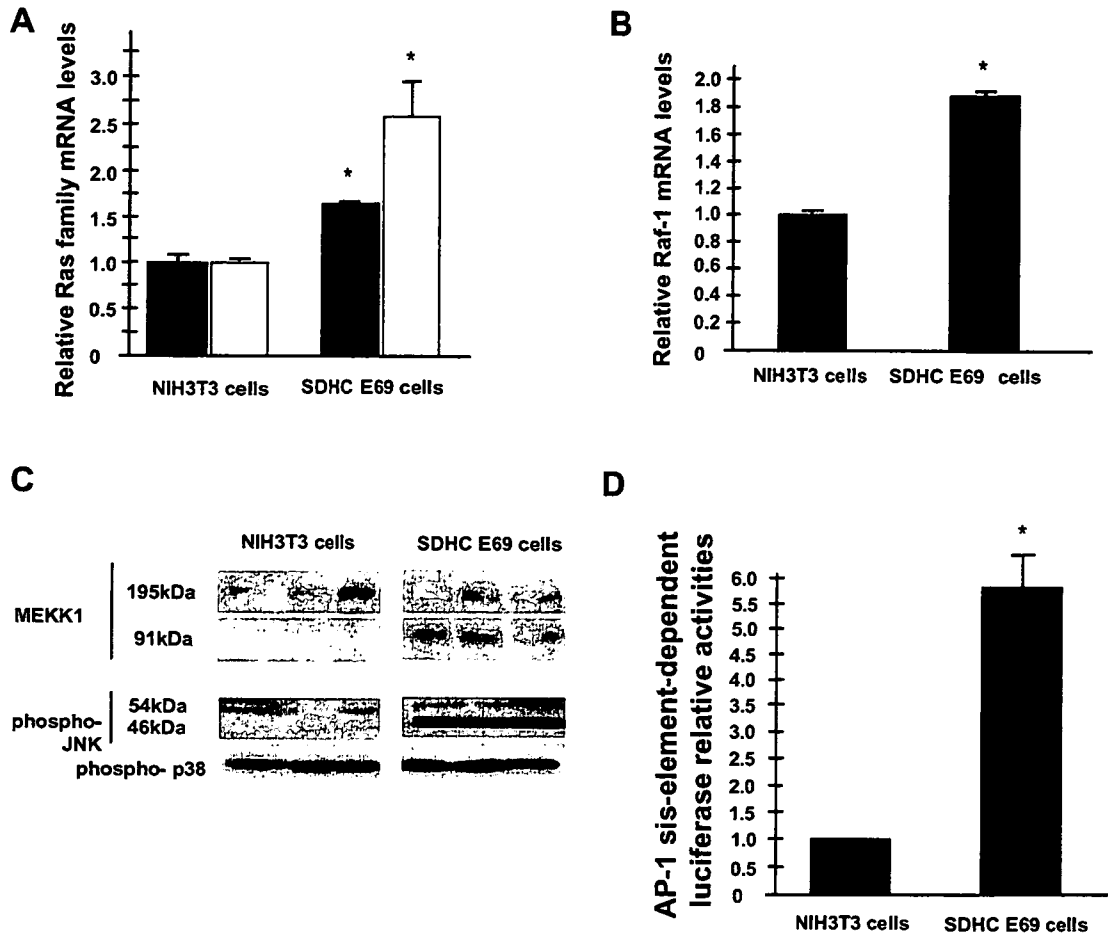 A
Relative Ras family mRNA levels
3.0
2.5
2.0
1.5
1.0
0.5
0
*
*
NIH3T3 cells
SDHC E69 cells
B
Relative Raf-1 mRNA levels
2.0
1.8
1.6
1.4
1.2
1.0
0.8
0.6
0.4
0.2
0
*
NIH3T3 cells
SDHC E69 cells
C
NIH3T3 cells
SDHC E69 cells
MEKK1
195kDa
91kDa
phospho-
JNK
54kDa
46kDa
phospho- p38
D
AP-1 sis-element-dependent
luciferase relative activities
6.0
5.5
5.0
4.5
4.0
3.5
3.0
2.5
2.0
1.5
1.0
0.5
0
*
NIH3T3 cells
SDHC E69 cells